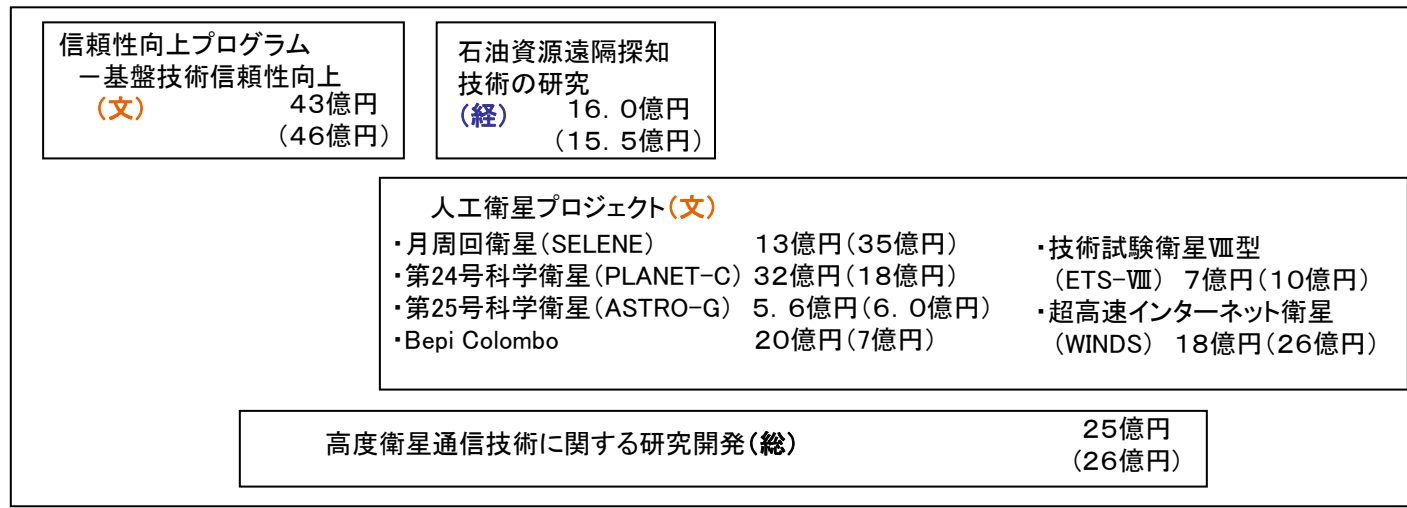 信頼性向上プログラム
－基盤技術信頼性向上
（文） ４３億円
（４６億円）
石油資源遠隔探知
技術の研究
（経） １６．０億円
（１５．５億円）
人工衛星プロジェクト（文）
・月周回衛星（SELENE） １３億円（３５億円）
・第24号科学衛星（PLANET-C） ３２億円（１８億円）
・第25号科学衛星（ASTRO-G） ５．６億円（６．０億円）
・Bepi Colombo ２０億円（7億円）
・技術試験衛星Ⅷ型
（ETS-Ⅷ） ７億円（１０億円）
・超高速インターネット衛星
（WINDS） １８億円（２６億円）
高度衛星通信技術に関する研究開発（総） ２５億円
（２６億円）